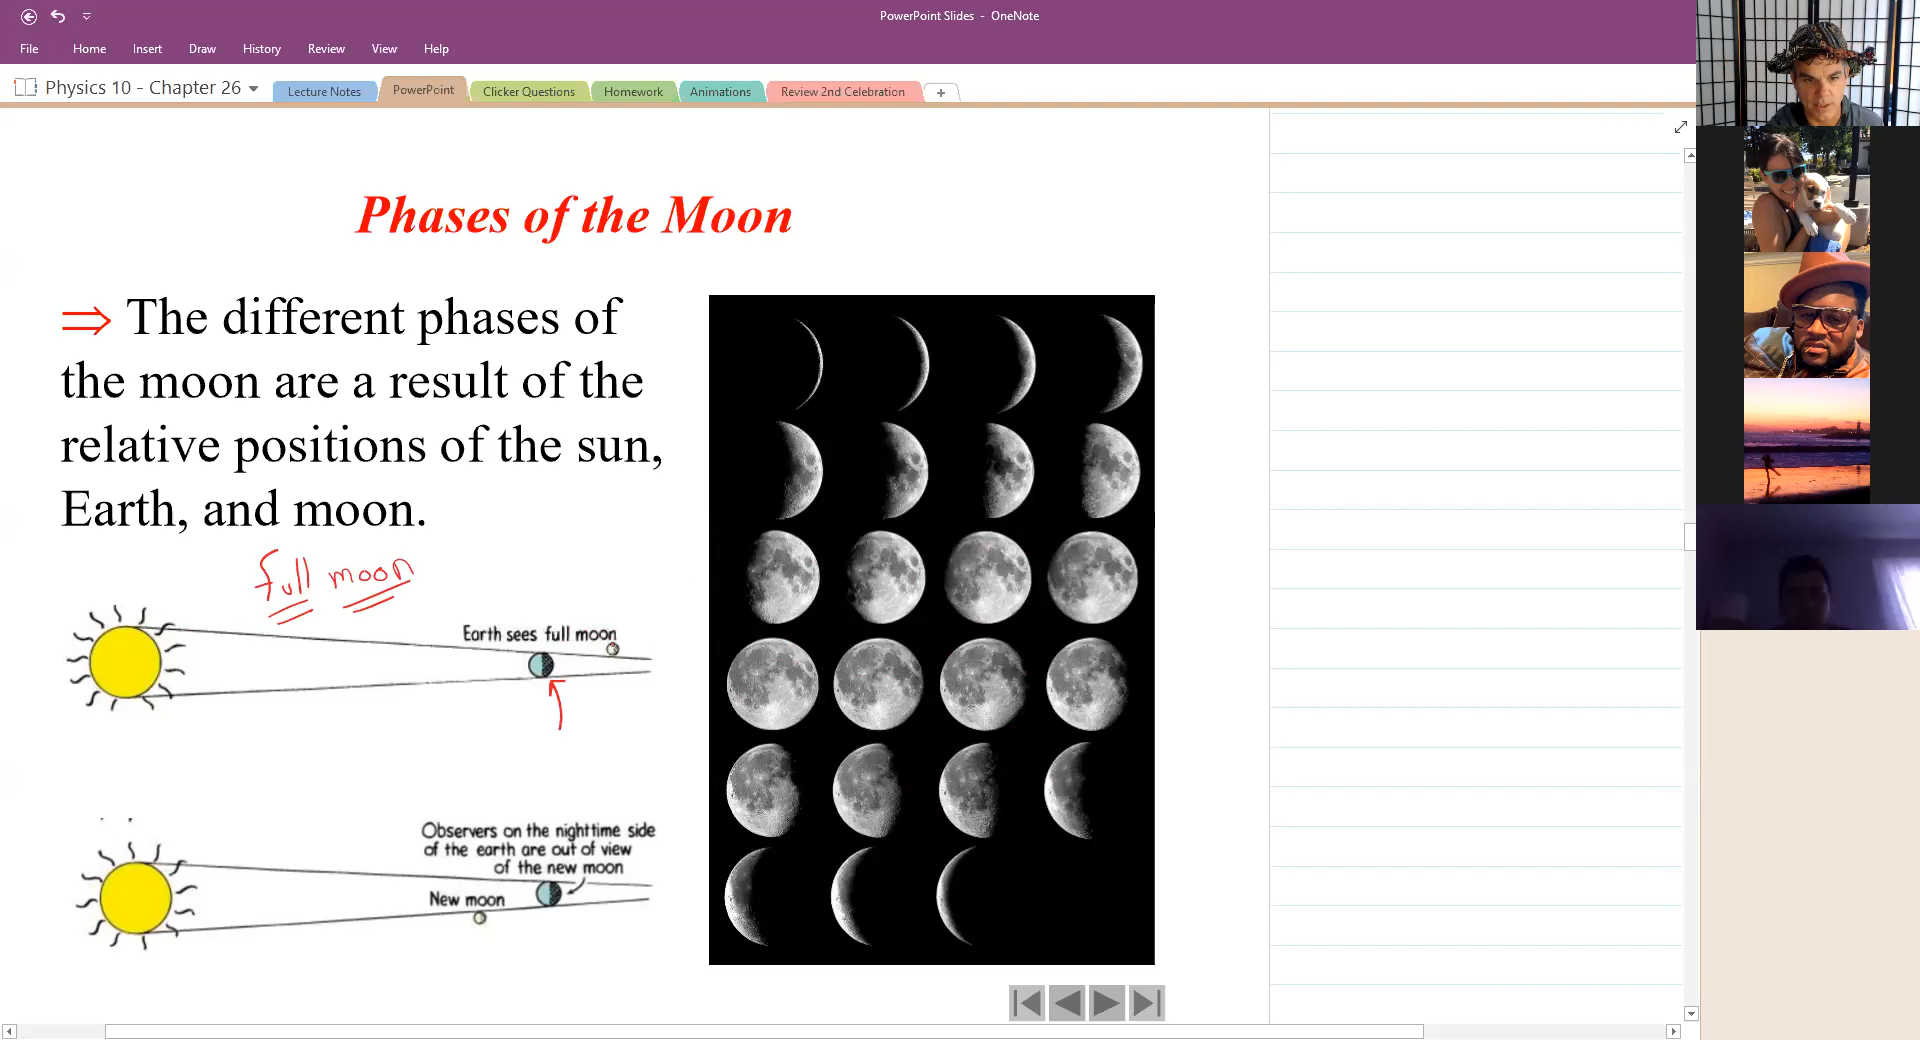 PowerPoint Slides - OneNote
File Home Insert Draw History Review View Help
Physics 10 - Chapter 26 Lecture Notes PowerPoint Clicker Questions Homework Animations Review 2nd Celebration +
Phases of the Moon
⇒ The different phases of
the moon are a result of the
relative positions of the sun,
Earth, and moon.
full moon
Earth sees full moon
Observers on the nighttime side
of the earth are out of view
of the new moon
New moon